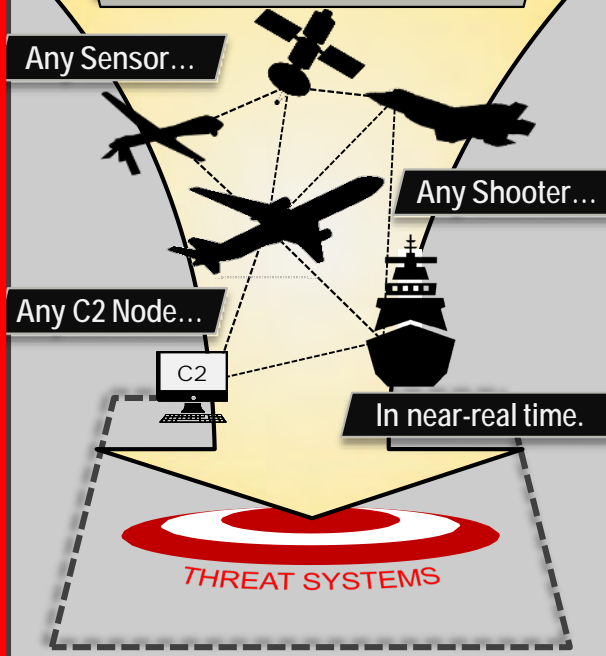 Any Sensor...
Any Shooter...
Any C2 Node...
C2
In near-real time.
THREAT SYSTEMS